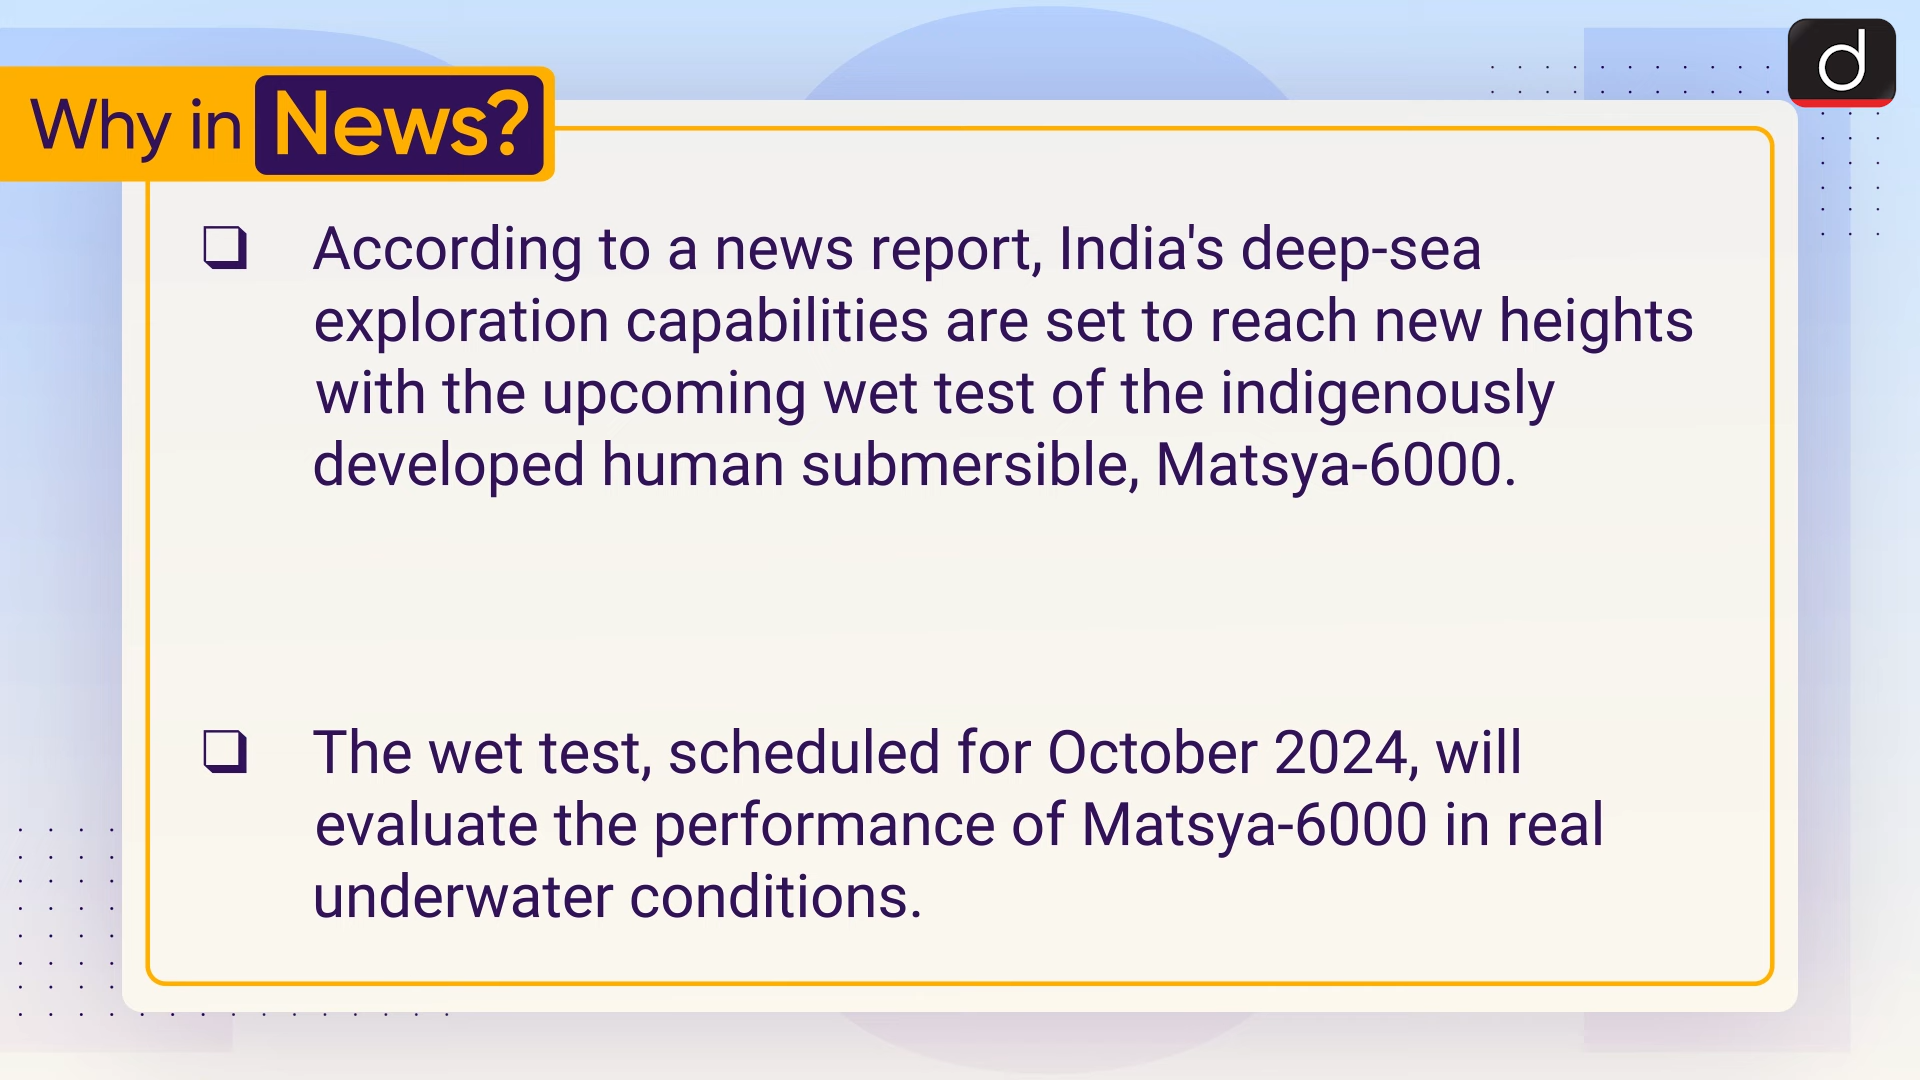 Why in News?
d
❑ According to a news report, India's deep-sea
exploration capabilities are set to reach new heights
with the upcoming wet test of the indigenously
developed human submersible, Matsya-6000.
❑ The wet test, scheduled for October 2024, will
evaluate the performance of Matsya-6000 in real
underwater conditions.